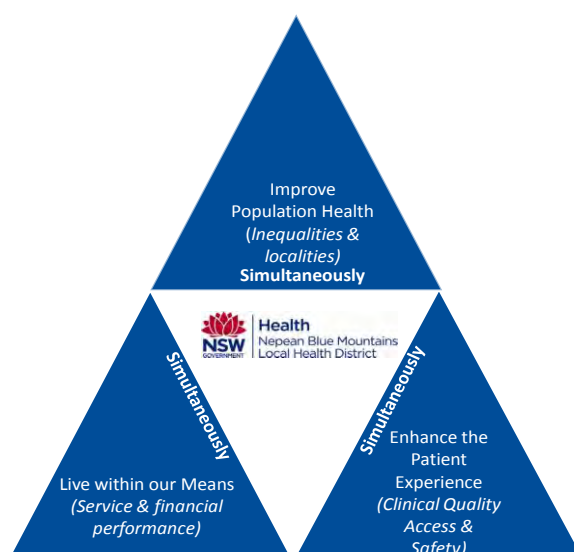 Improve
Population Health
(Inequalities &
localities)
Simultaneously
NSW
GOVERNMENT
Health
Nepean Blue Mountains
Local Health District
Simultaneously
Simultaneously
Live within our Means
(Service & financial
performance)
Enhance the
Patient
Experience
(Clinical Quality
Access &
Safety)